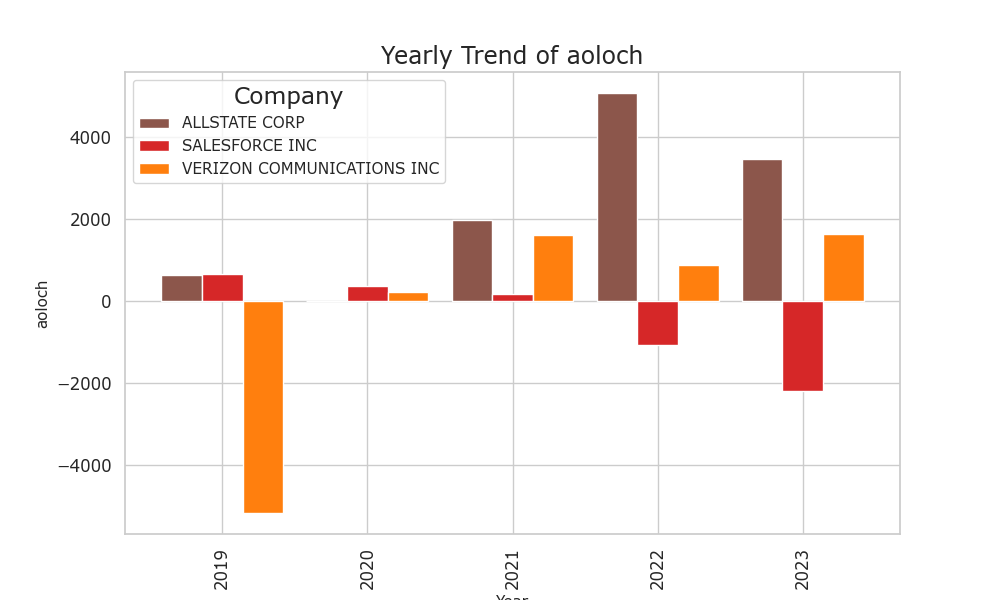 Yearly Trend of aoloch
Company
ALLSTATE CORP
SALESFORCE INC
VERIZON COMMUNICATIONS INC
4000
2000
0
−2000
−4000
aoloch
2019
2020
2021
2022
2023
Year